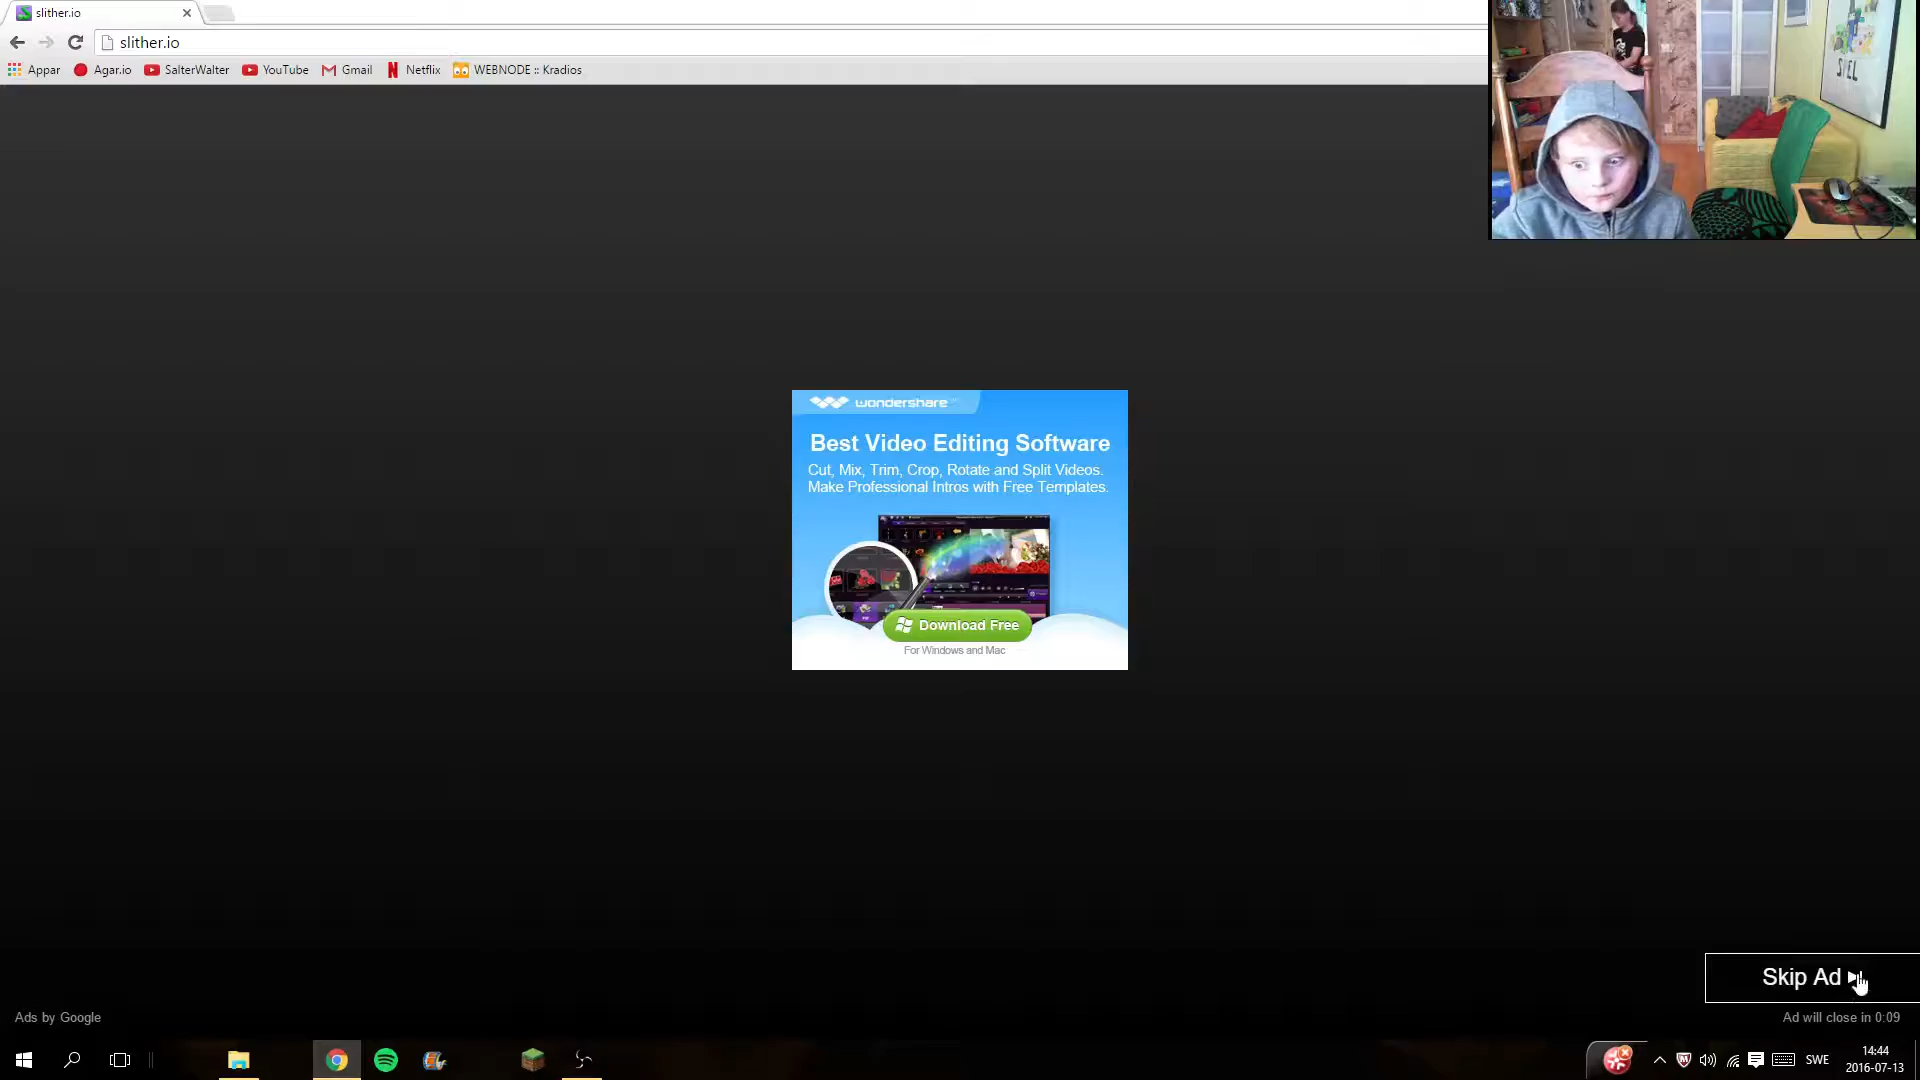 slither.io
slither.io
Appar Agar.io SalterWalter YouTube Gmail Netflix WEBNODE :: Kradios
SPEL
wondershare
Best Video Editing Software
Cut, Mix, Trim, Crop, Rotate and Split Videos.
Make Professional Intros with Free Templates.
Download Free
For Windows and Mac
Skip Ad
Ads by Google
Ad will close in 0:09
SWE
14:44
2016-07-13